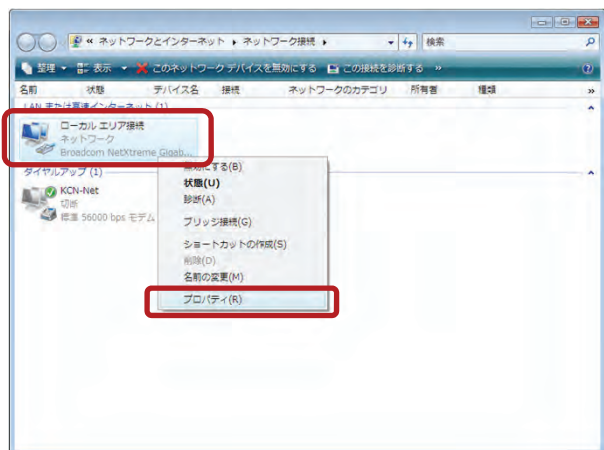 « ネットワークとインターネット ▸ ネットワーク接続 ▸ 検索
整理 表示 このネットワーク デバイスを無効にする この接続を診断する »
名前 状態 デバイス名 接続 ネットワークのカテゴリ 所有者 種類 »
LAN または高速インターネット (1)
ローカル エリア接続
ネットワーク
Broadcom NetXtreme Gigab...
無効にする(B)
状態(U)
診断(A)
ブリッジ接続(G)
ショートカットの作成(S)
削除(D)
名前の変更(M)
プロパティ(R)
ダイヤルアップ (1)
KCN-Net
切断
標準 56000 bps モデム